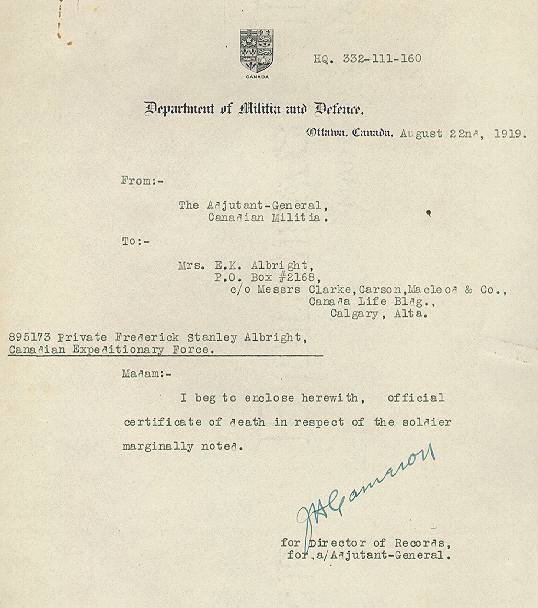 CANADA
HQ. 332-111-160
Department of Militia and Defence.
Ottawa, Canada. August 22nd, 1919.
From:-
The Adjutant-General,
Canadian Militia.
To:-
Mrs. E.K. Albright,
P.O. Box #2168,
c/o Messrs Clarke,Carson,Macleod & Co.,
Canada Life Bldg.,
Calgary, Alta.
895173 Private Frederick Stanley Albright,
Canadian Expeditionary Force.
Madam:-
I beg to enclose herewith, official
certificate of death in respect of the soldier
marginally noted.
JHCameron
for Director of Records,
for a/Adjutant-General.